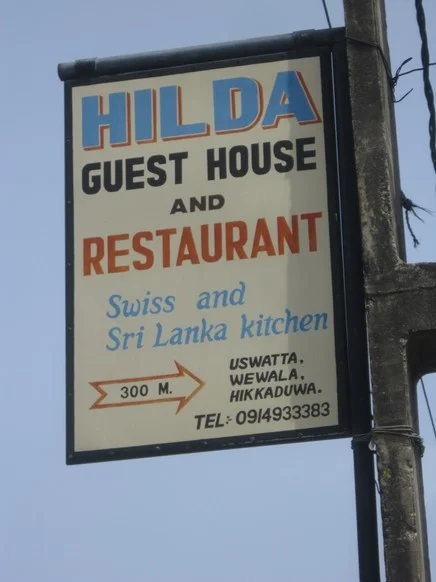 HILDA
GUEST HOUSE
AND
RESTAURANT
Swiss and
Sri Lanka kitchen
300 M.
USWATTA,
WEWALA,
HIKKADUWA.
TEL:- 0914933383